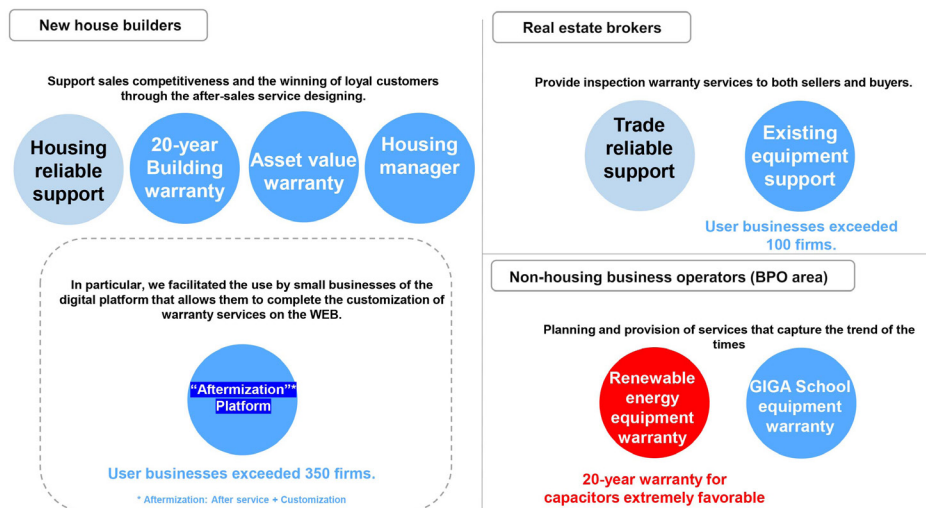 New house builders
Support sales competitiveness and the winning of loyal customers
through the after-sales service designing.
Housing
reliable
support
20-year
Building
warranty
Asset value
warranty
Housing
manager
In particular, we facilitated the use by small businesses of the
digital platform that allows them to complete the customization of
warranty services on the WEB.
“Aftermization”*
Platform
User businesses exceeded 350 firms.
* Aftermization: After service + Customization
Real estate brokers
Provide inspection warranty services to both sellers and buyers.
Trade
reliable
support
Existing
equipment
support
User businesses exceeded
100 firms.
Non-housing business operators (BPO area)
Planning and provision of services that capture the trend of the
times
Renewable
energy
equipment
warranty
GIGA School
equipment
warranty
20-year warranty for
capacitors extremely favorable